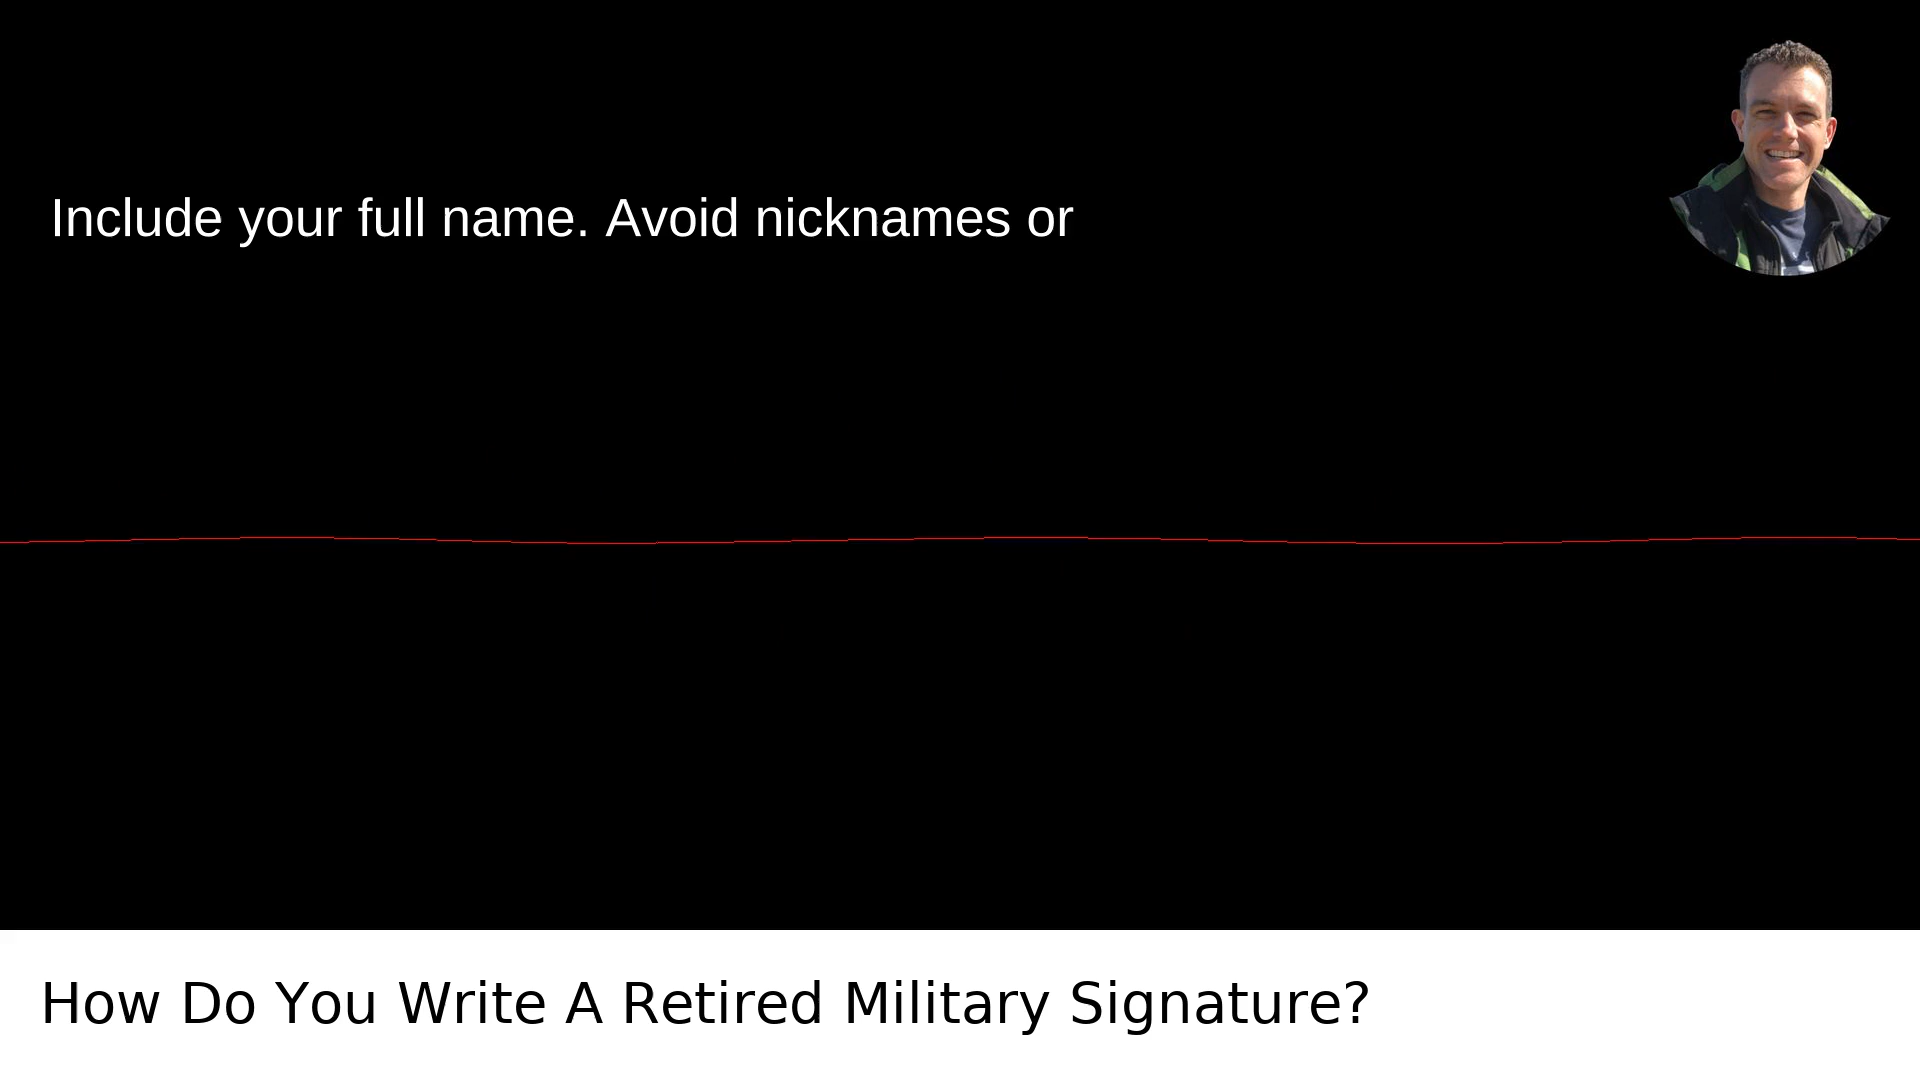 Include your full name. Avoid nicknames or
How Do You Write A Retired Military Signature?